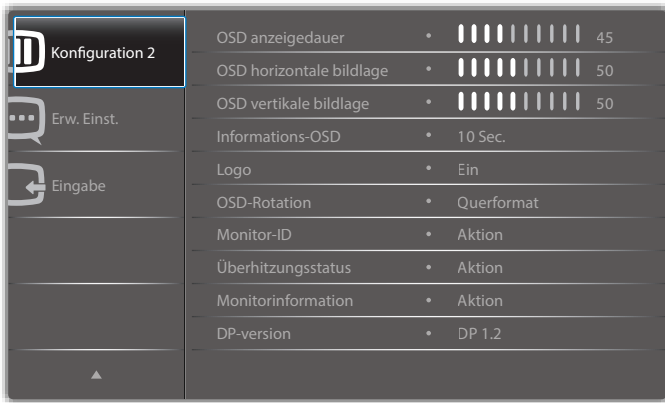 Konfiguration 2
Erw. Einst.
Eingabe
OSD anzeigedauer • 45
OSD horizontale bildlage • 50
OSD vertikale bildlage • 50
Informations-OSD • 10 Sec.
Logo • Ein
OSD-Rotation • Querformat
Monitor-ID • Aktion
Überhitzungsstatus • Aktion
Monitorinformation • Aktion
DP-version • DP 1.2